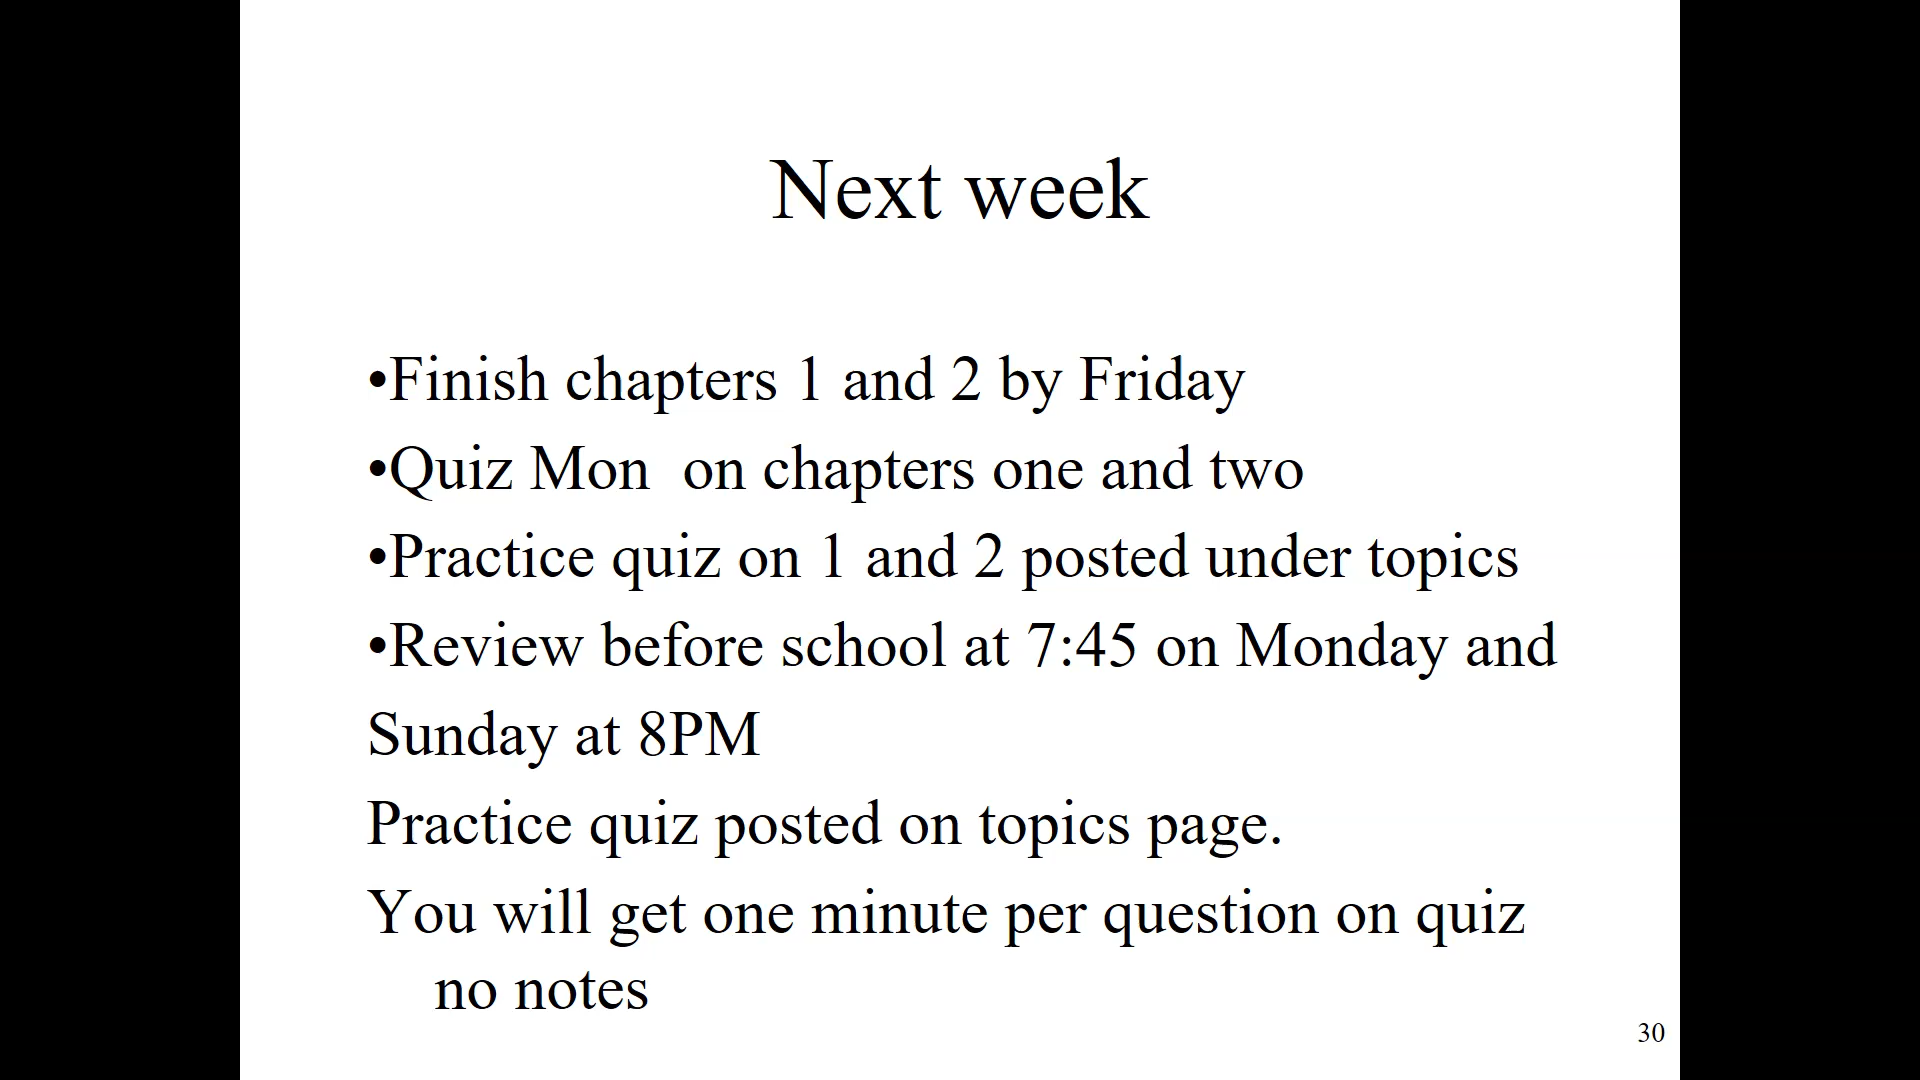 Next week
•Finish chapters 1 and 2 by Friday
•Quiz Mon  on chapters one and two
•Practice quiz on 1 and 2 posted under topics
•Review before school at 7:45 on Monday and
Sunday at 8PM
Practice quiz posted on topics page.
You will get one minute per question on quiz
no notes
30